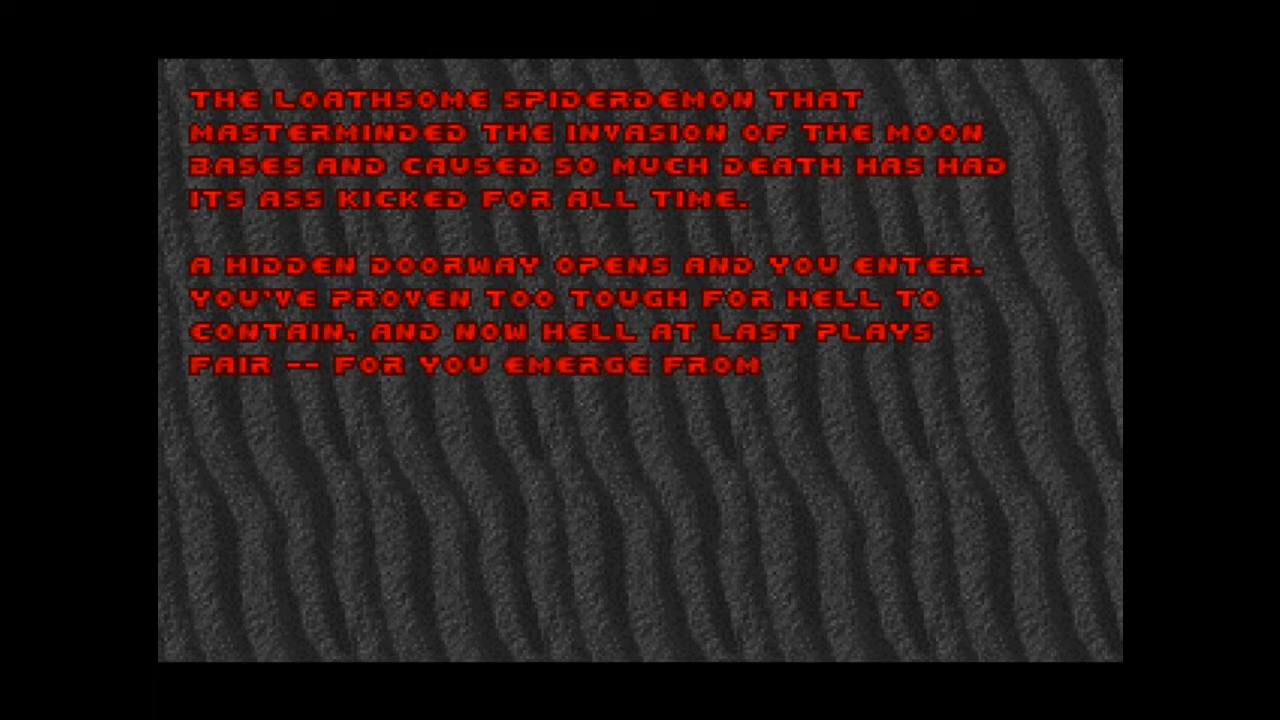 THE LOATHSOME SPIDERDEMON THAT
MASTERMINDED THE INVASION OF THE MOON
BASES AND CAUSED SO MUCH DEATH HAS HAD
ITS ASS KICKED FOR ALL TIME.
A HIDDEN DOORWAY OPENS AND YOU ENTER.
YOU'VE PROVEN TOO TOUGH FOR HELL TO
CONTAIN, AND NOW HELL AT LAST PLAYS
FAIR -- FOR YOU EMERGE FROM